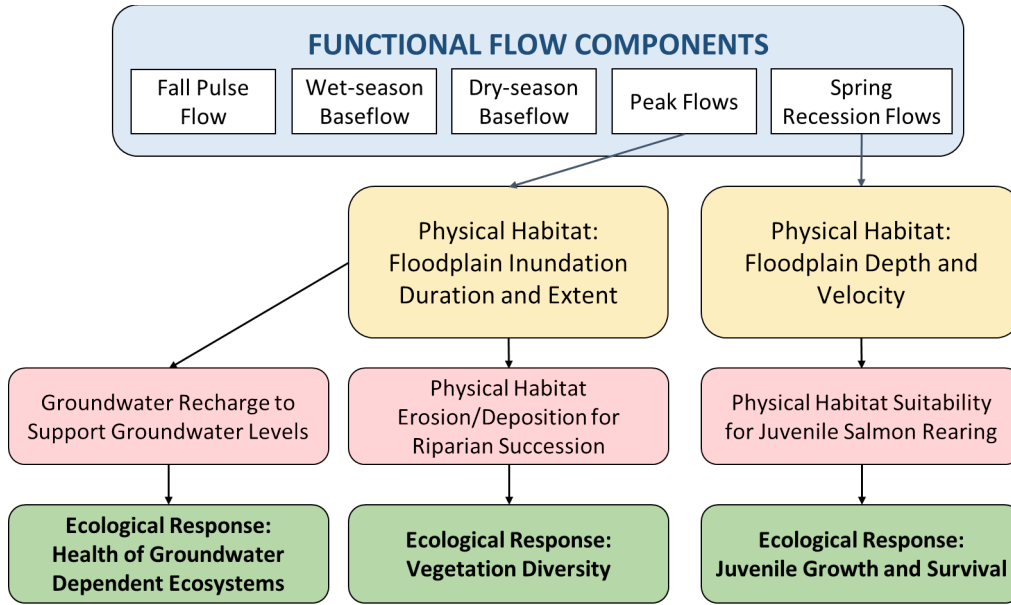 FUNCTIONAL FLOW COMPONENTS
Fall Pulse
Flow
Wet-season
Baseflow
Dry-season
Baseflow
Peak Flows
Spring
Recession Flows
Physical Habitat:
Floodplain Inundation
Duration and Extent
Physical Habitat:
Floodplain Depth and
Velocity
Groundwater Recharge to
Support Groundwater Levels
Physical Habitat
Erosion/Deposition for
Riparian Succession
Physical Habitat Suitability
for Juvenile Salmon Rearing
Ecological Response:
Health of Groundwater
Dependent Ecosystems
Ecological Response:
Vegetation Diversity
Ecological Response:
Juvenile Growth and Survival